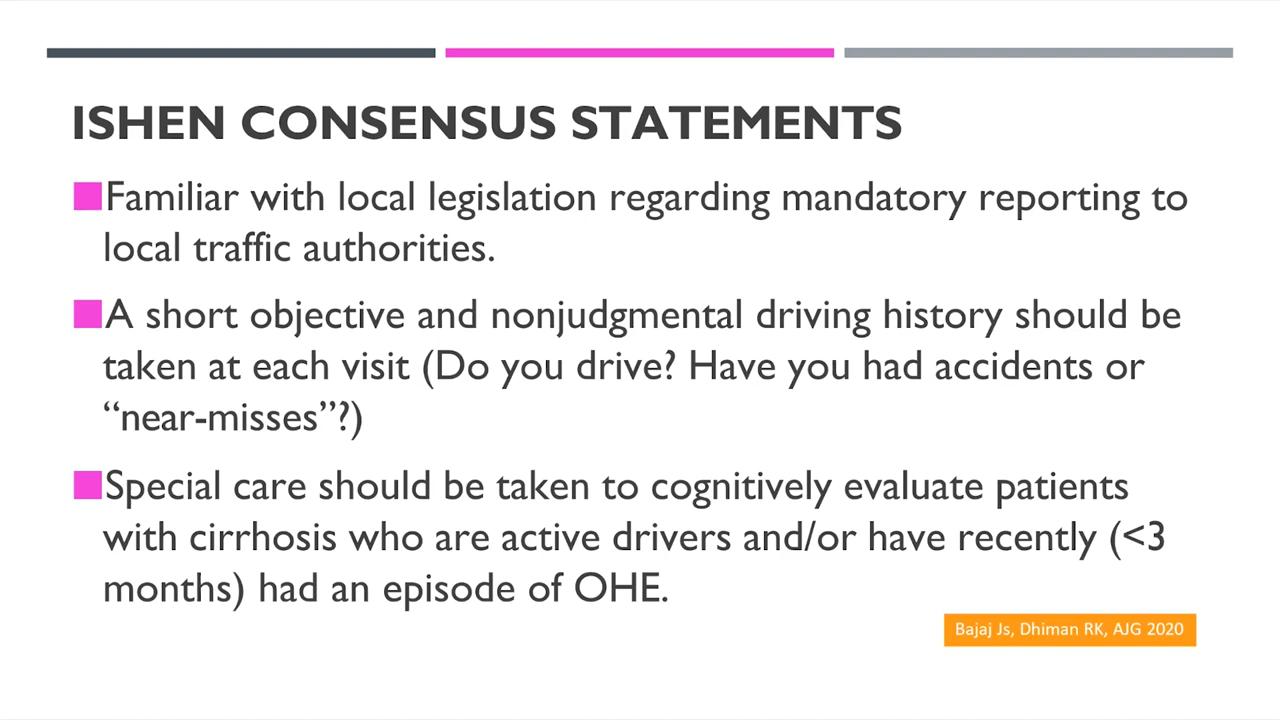 ISHEN CONSENSUS STATEMENTS
Familiar with local legislation regarding mandatory reporting to
local traffic authorities.
A short objective and nonjudgmental driving history should be
taken at each visit (Do you drive? Have you had accidents or
“near-misses”?)
Special care should be taken to cognitively evaluate patients
with cirrhosis who are active drivers and/or have recently (<3
months) had an episode of OHE.
Bajaj Js, Dhiman RK, AJG 2020